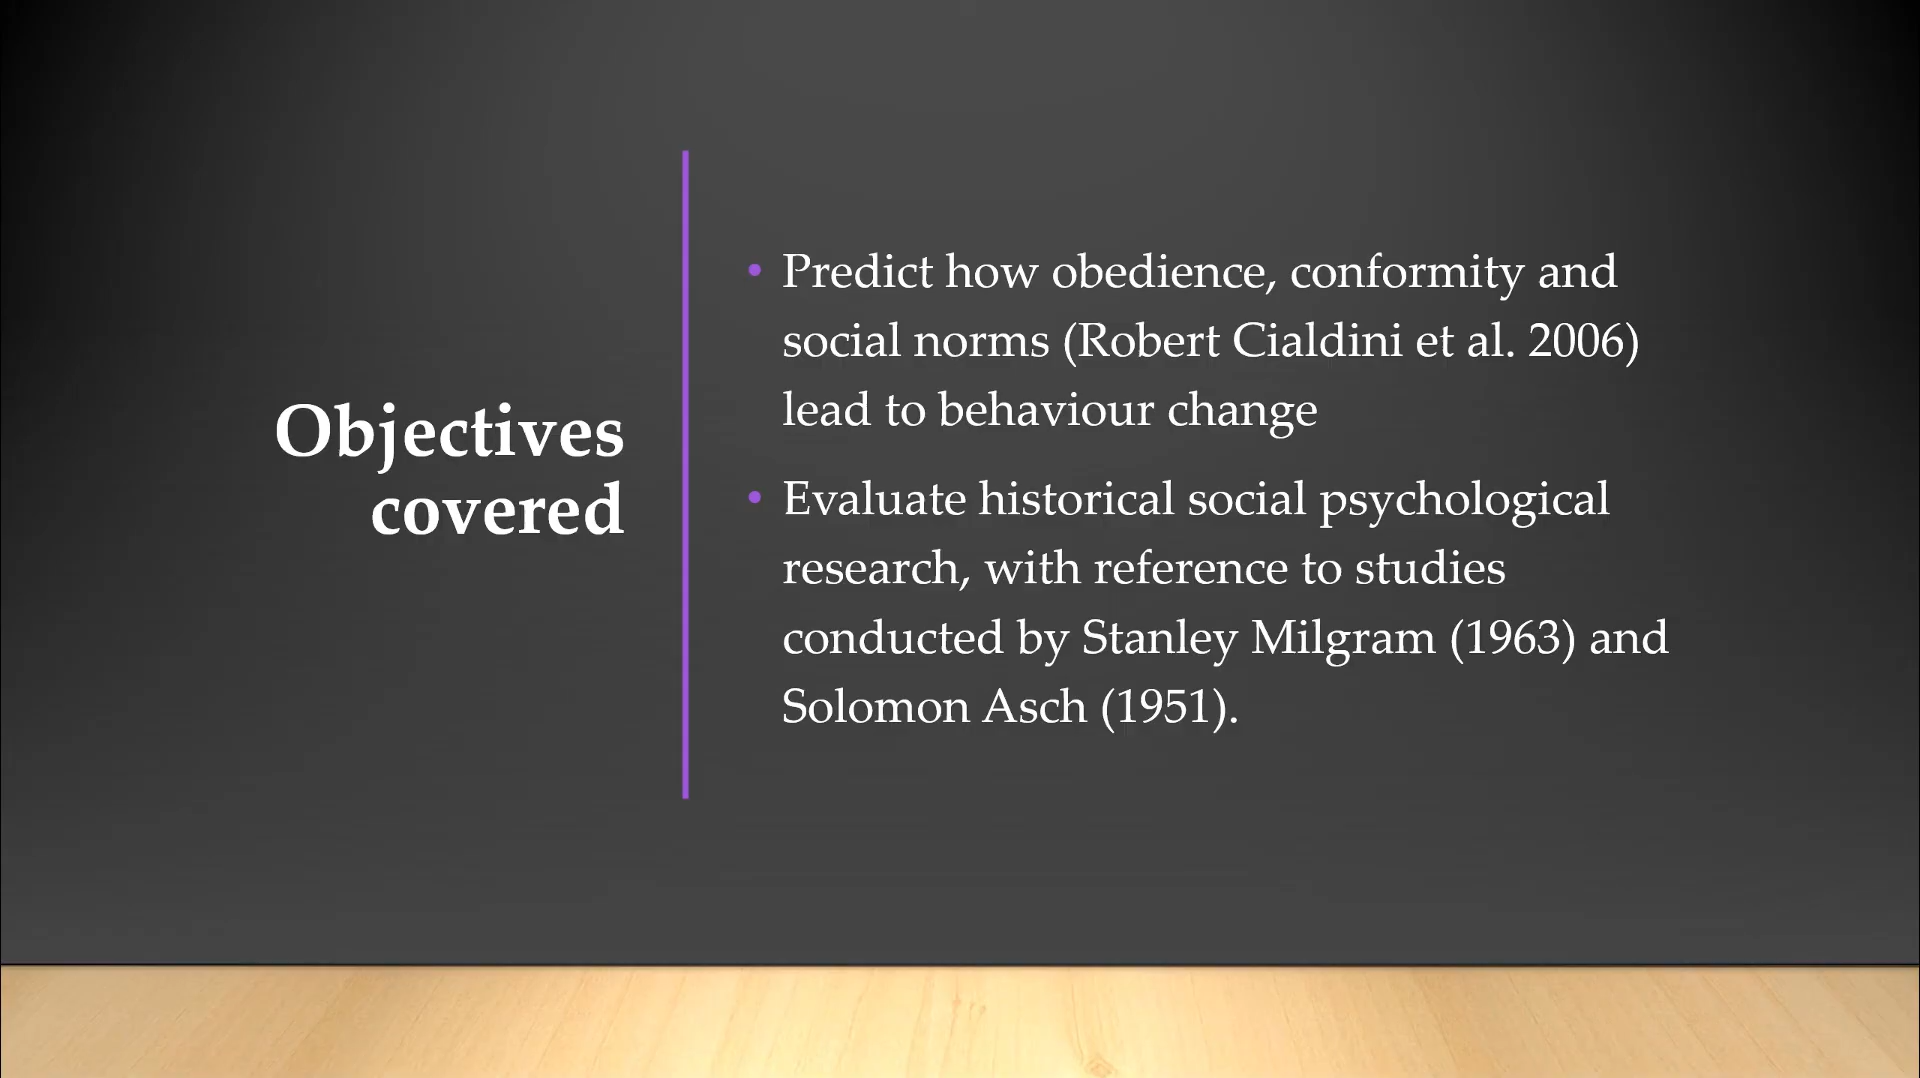 Objectives
covered
• Predict how obedience, conformity and
social norms (Robert Cialdini et al. 2006)
lead to behaviour change
• Evaluate historical social psychological
research, with reference to studies
conducted by Stanley Milgram (1963) and
Solomon Asch (1951).